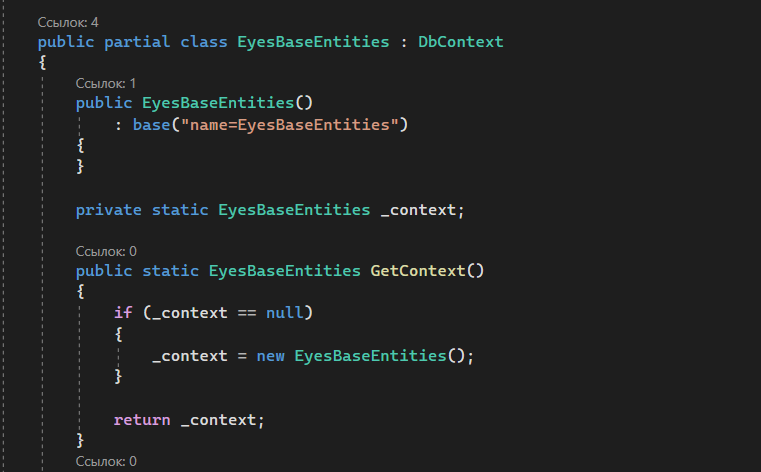 Ссылок: 4
public partial class EyesBaseEntities : DbContext
{
Ссылок: 1
public EyesBaseEntities()
: base("name=EyesBaseEntities")
{
}
private static EyesBaseEntities _context;
Ссылок: 0
public static EyesBaseEntities GetContext()
{
if (_context == null)
{
_context = new EyesBaseEntities();
}
return _context;
}
Ссылок: 0